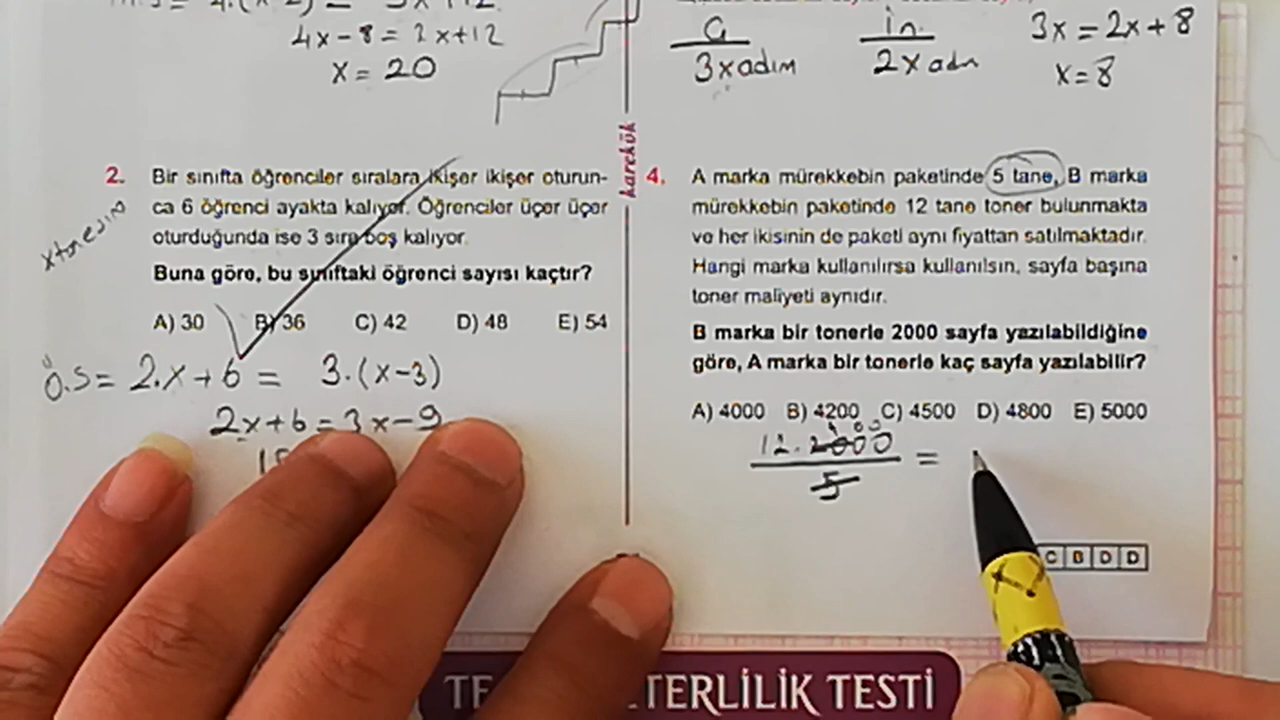 4x-8=3x+12
x=20
3x adım
in.
2x adı
3x=2x+8
x=8
karekök
2. Bir sınıfta öğrenciler sıralara ikişer ikişer oturun-
ca 6 öğrenci ayakta kalıyor. Öğrenciler üçer üçer
oturduğunda ise 3 sıra boş kalıyor.
Buna göre, bu sınıftaki öğrenci sayısı kaçtır?
A) 30 B) 36 C) 42 D) 48 E) 54
Ö.S= 2.x+6 = 3.(x-3)
2x+6=3x-9
4. A marka mürekkebin paketinde 5 tane, B marka
mürekkebin paketinde 12 tane toner bulunmakta
ve her ikisinin de paketi aynı fiyattan satılmaktadır.
Hangi marka kullanılırsa kullanılsın, sayfa başına
toner maliyeti aynıdır.
B marka bir tonerle 2000 sayfa yazılabildiğine
göre, A marka bir tonerle kaç sayfa yazılabilir?
A) 4000 B) 4200 C) 4500 D) 4800 E) 5000
400
12.2000
=
5
C B D D
TE TERLİLİK TESTİ